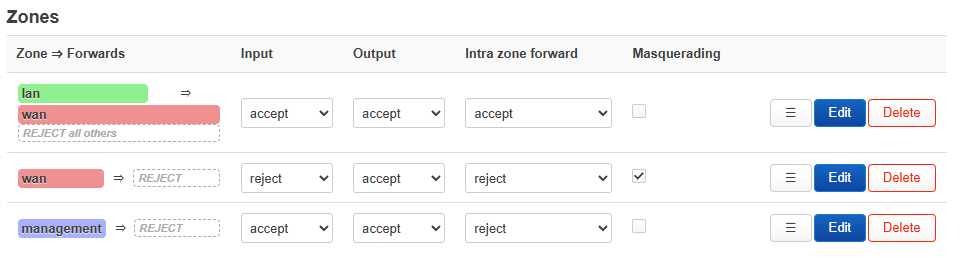 Zones
Zone ⇒ Forwards Input Output Intra zone forward Masquerading
lan ⇒
wan
REJECT all others
accept accept accept ☰ Edit Delete
wan ⇒ REJECT reject accept reject ☰ Edit Delete
management ⇒ REJECT accept accept reject ☰ Edit Delete